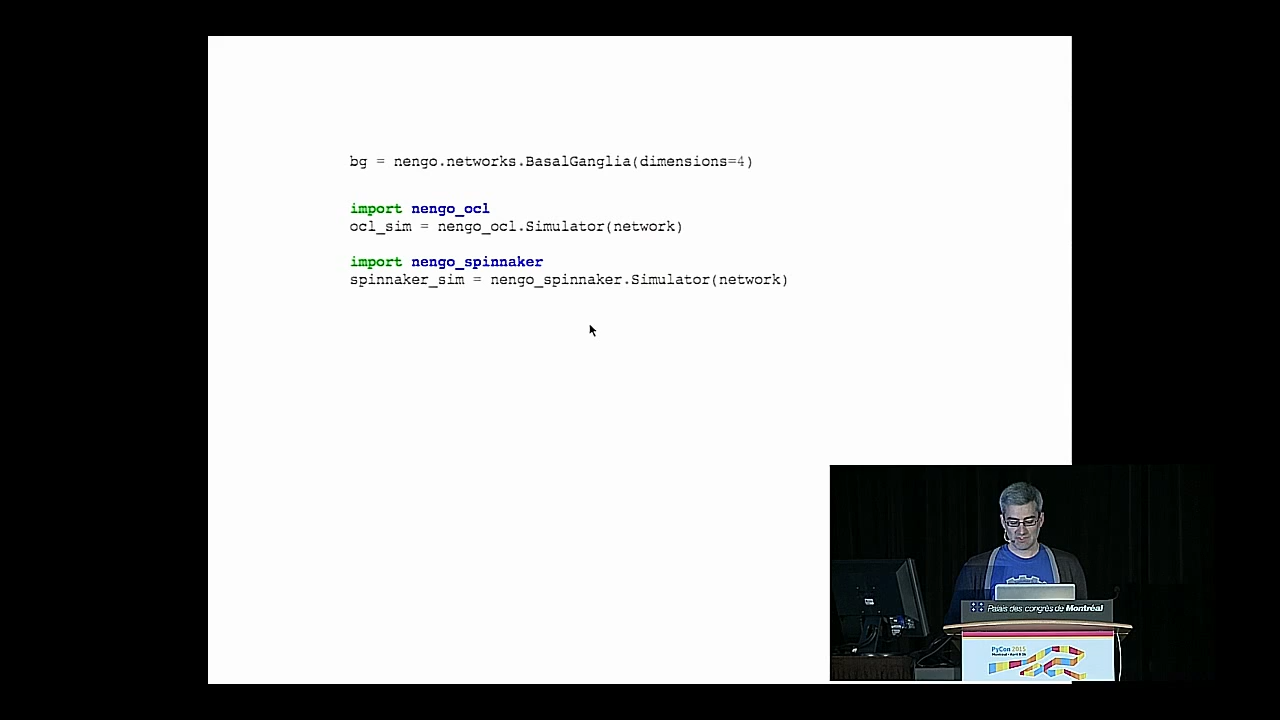 bg = nengo.networks.BasalGanglia(dimensions=4)
import nengo_ocl
ocl_sim = nengo_ocl.Simulator(network)
import nengo_spinnaker
spinnaker_sim = nengo_spinnaker.Simulator(network)
Palais des congrès de Montréal
PyCon 2015